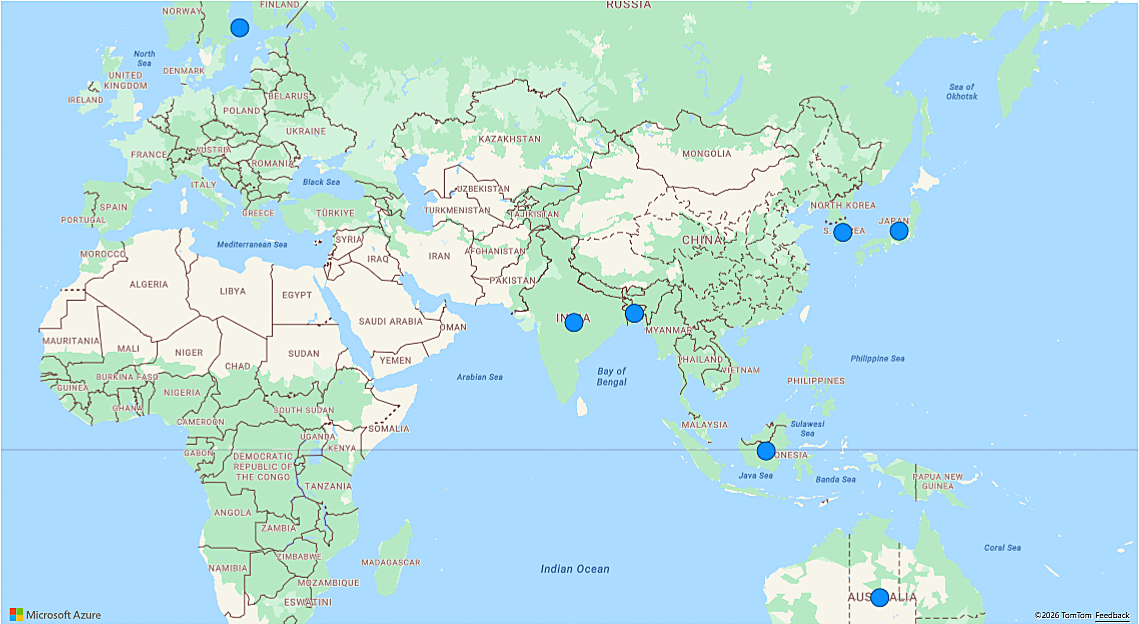 RUSSIA
NORWAY
FINLAND
North
Sea
DENMARK
UNITED
KINGDOM
IRELAND
Sea of
Okhotsk
BELARUS
POLAND
UKRAINE
KAZAKHSTAN
FRANCE
AUSTRIA
MONGOLIA
ROMANIA
ITALY
Black Sea
UZBEKISTAN
SPAIN
PORTUGAL
GREECE
TÜRKIYE
TURKMENISTAN
TAJIKISTAN
NORTH KOREA
JAPAN
S.
EA
Mediterranean Sea
SYRIA
CHINA
MOROCCO
IRAQ
IRAN
AFGHANISTAN
PAKISTAN
ALGERIA
LIBYA
EGYPT
SAUDI ARABIA
OMAN
IN
A
MYANMAR
MAURITANIA
MALI
NIGER
CHAD
SUDAN
YEMEN
THAILAND
VIETNAM
Philippine Sea
Arabian Sea
Bay of
Bengal
BURKINA FASO
GUINEA
NIGERIA
GHANA
PHILIPPINES
SOUTH SUDAN
CAMEROON
SOMALIA
MALAYSIA
Sulawesi
Sea
UGANDA
KENYA
GABON
DEMOCRATIC
REPUBLIC OF
THE CONGO
ONESIA
Java Sea
Banda Sea
PAPUA NEW
GUINEA
TANZANIA
ANGOLA
ZAMBIA
Coral Sea
ZIMBABWE
MADAGASCAR
NAMIBIA
Indian Ocean
MOZAMBIQUE
ESWATINI
AUS
ALIA
Microsoft Azure
©2026 TomTom Feedback